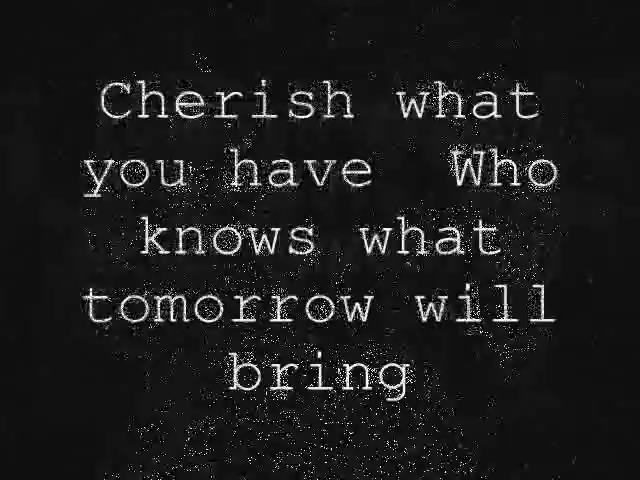 Cherish what
you have  Who
knows what
tomorrow will
bring